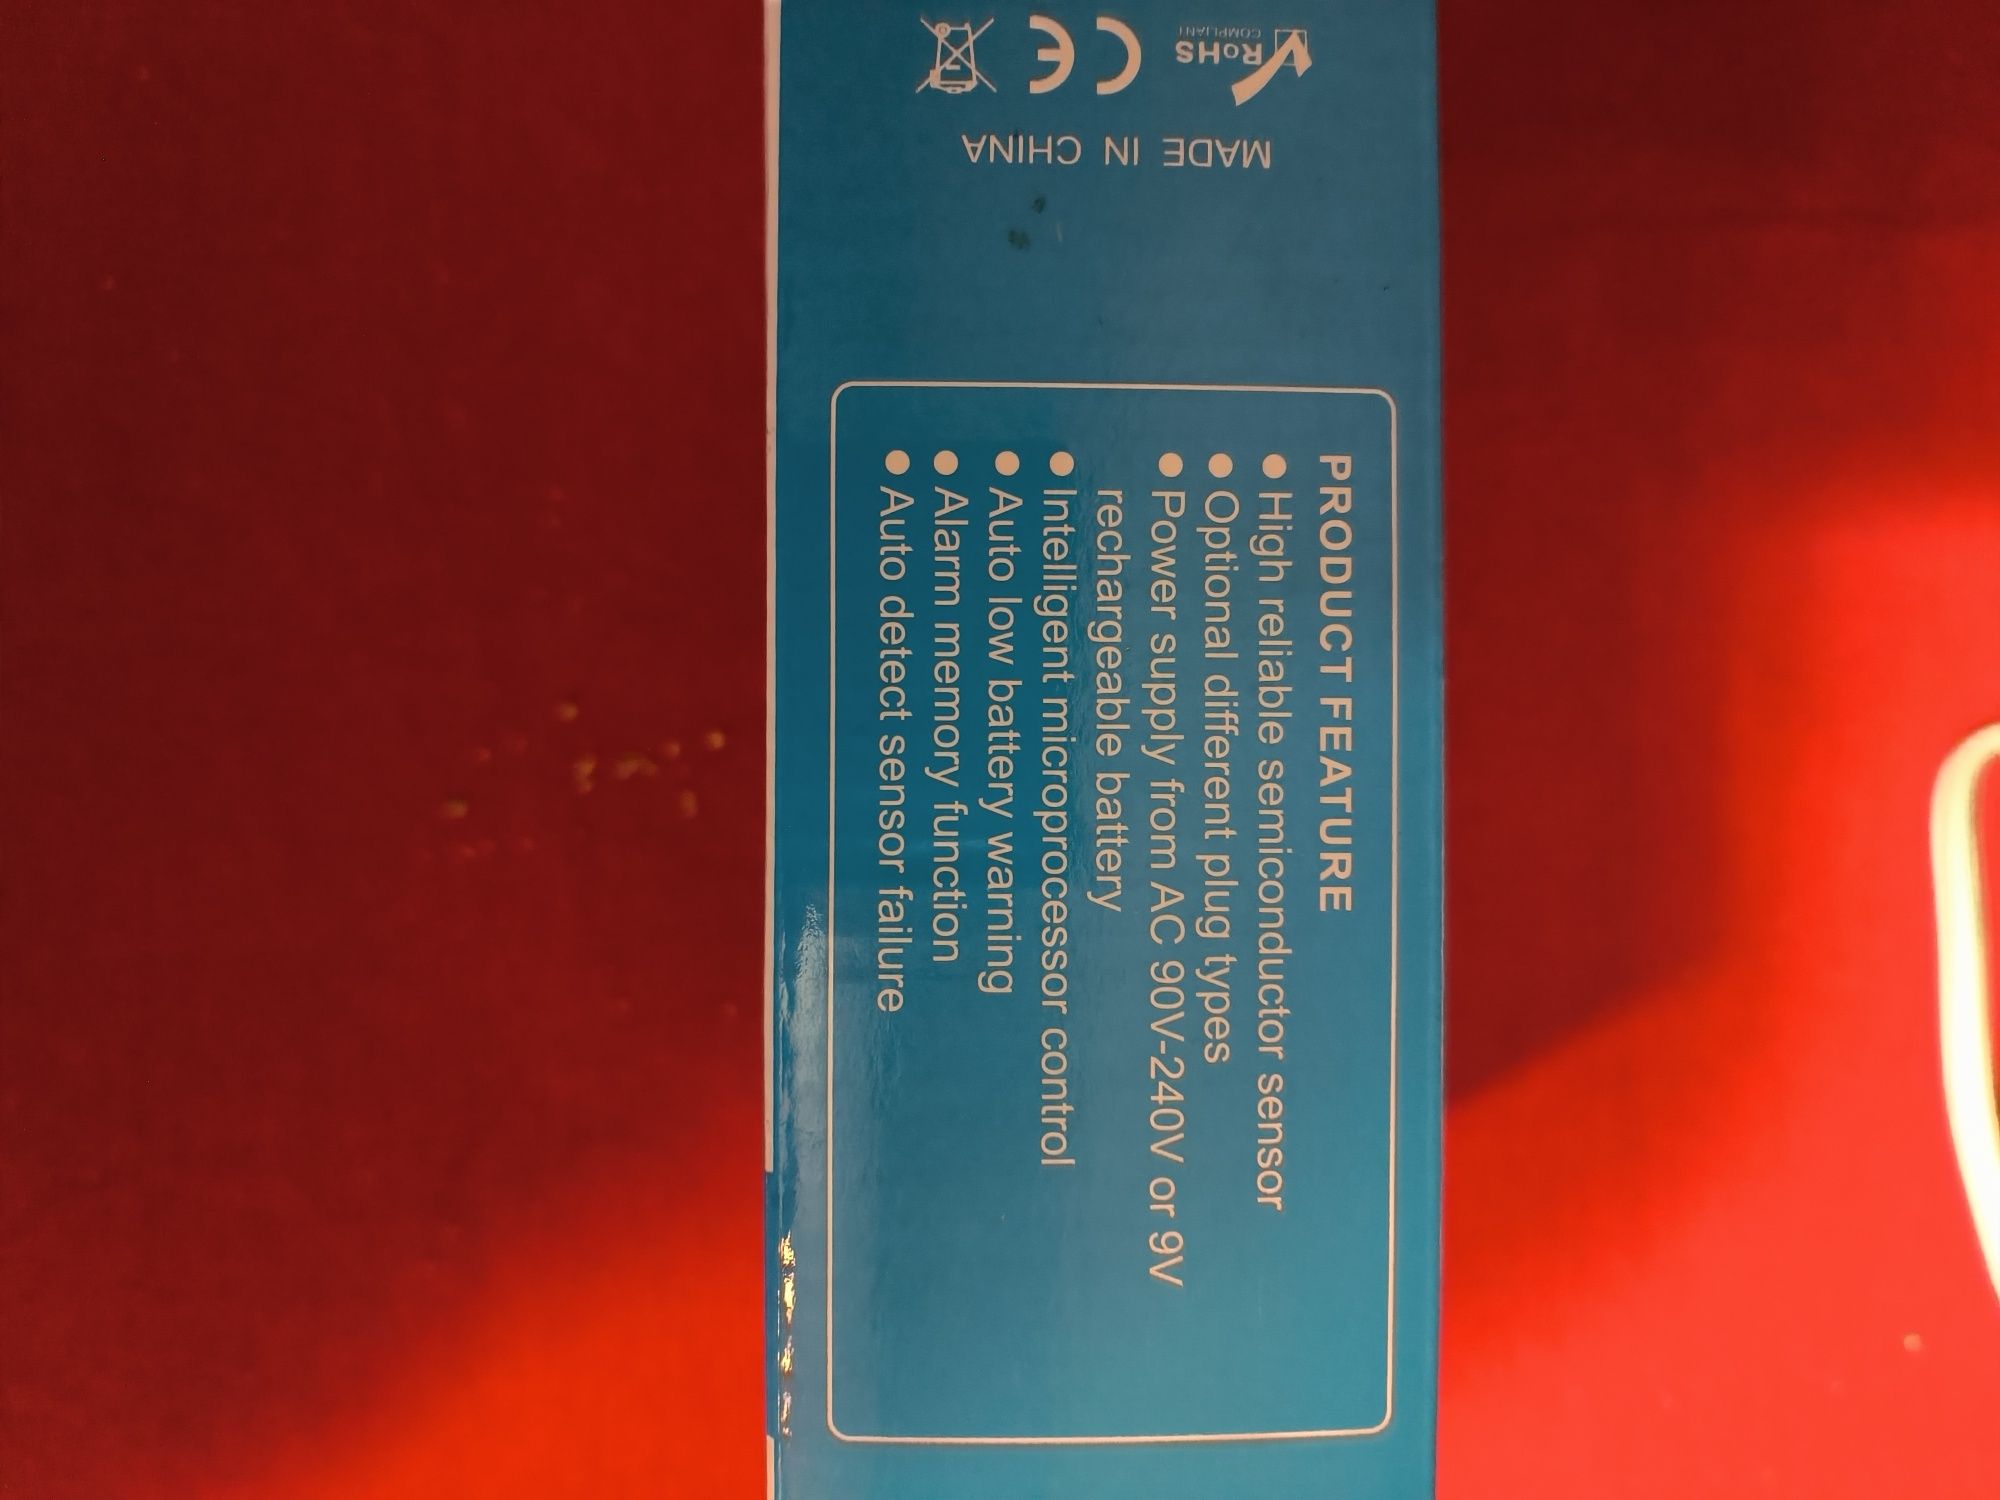 PRODUCT FEATURE
● High reliable semiconductor sensor
● Optional different plug types
● Power supply from AC 90V-240V or 9V
rechargeable battery
● Intelligent microprocessor control
● Auto low battery warning
● Alarm memory function
● Auto detect sensor failure
MADE IN CHINA
RoHS
COMPLIANT
CE